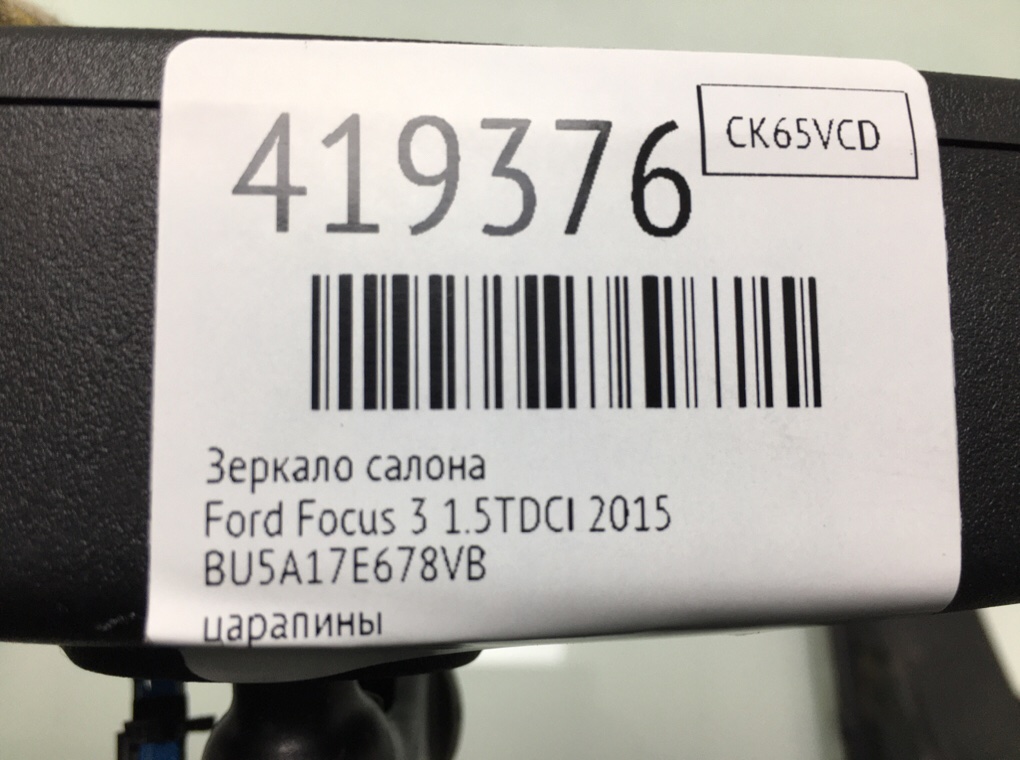 419376
CK65VCD
Зеркало салона
Ford Focus 3 1.5TDCI 2015
BU5A17E678VB
царапины